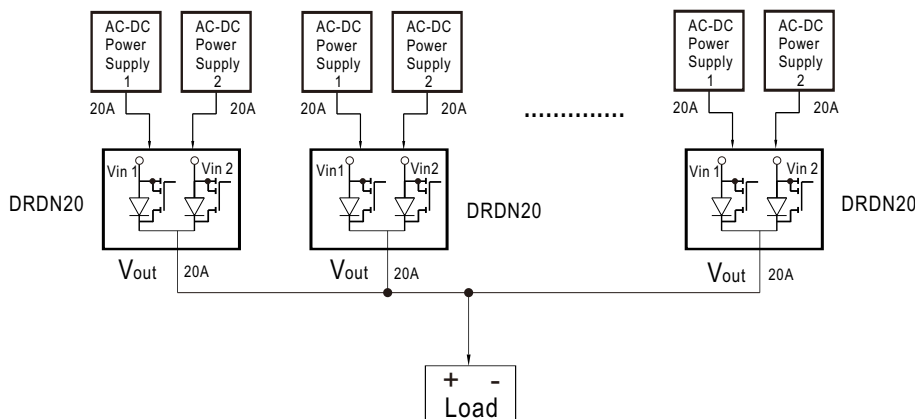 AC-DC
Power
Supply
1
AC-DC
Power
Supply
2
AC-DC
Power
Supply
1
AC-DC
Power
Supply
2
AC-DC
Power
Supply
1
AC-DC
Power
Supply
2
20A
20A
20A
20A
20A
20A
..............
Vin 1
Vin 2
Vin1
Vin2
Vin 1
Vin 2
DRDN20
DRDN20
DRDN20
Vout
20A
Vout
20A
Vout
20A
+ -
Load